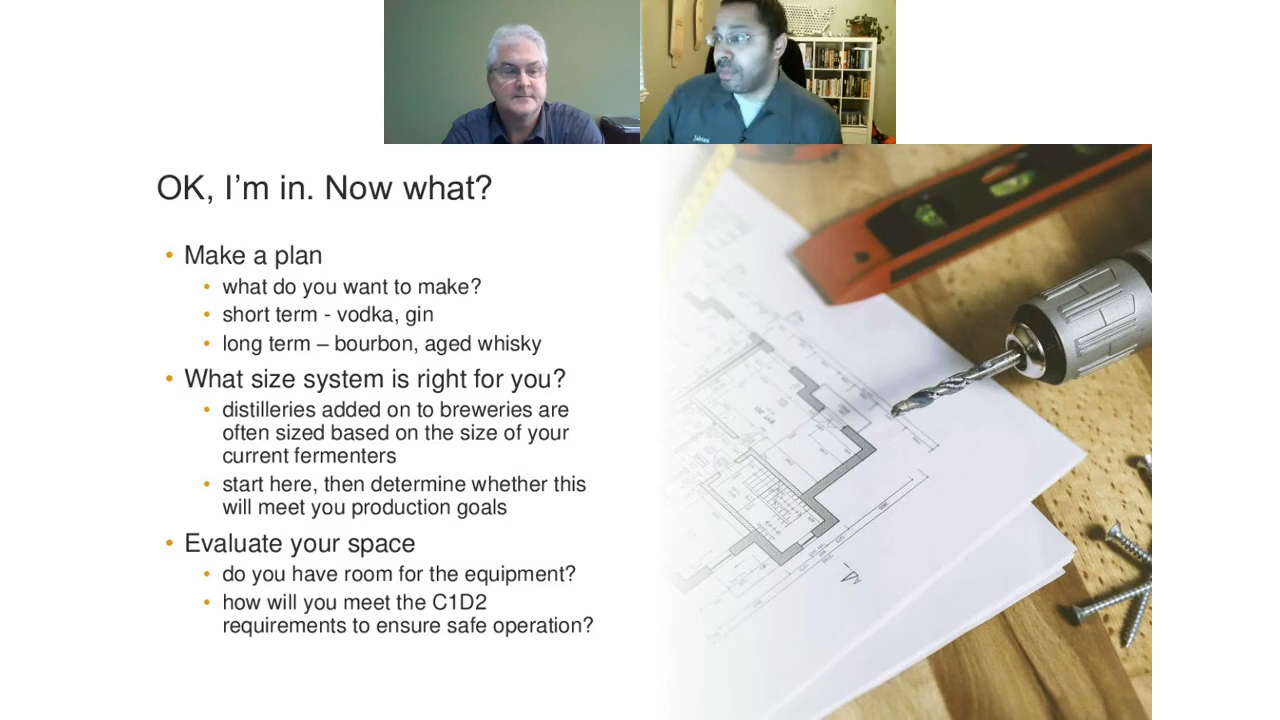 OK, I’m in. Now what?
• Make a plan
• what do you want to make?
• short term - vodka, gin
• long term – bourbon, aged whisky
• What size system is right for you?
• distilleries added on to breweries are
often sized based on the size of your
current fermenters
• start here, then determine whether this
will meet you production goals
• Evaluate your space
• do you have room for the equipment?
• how will you meet the C1D2
requirements to ensure safe operation?